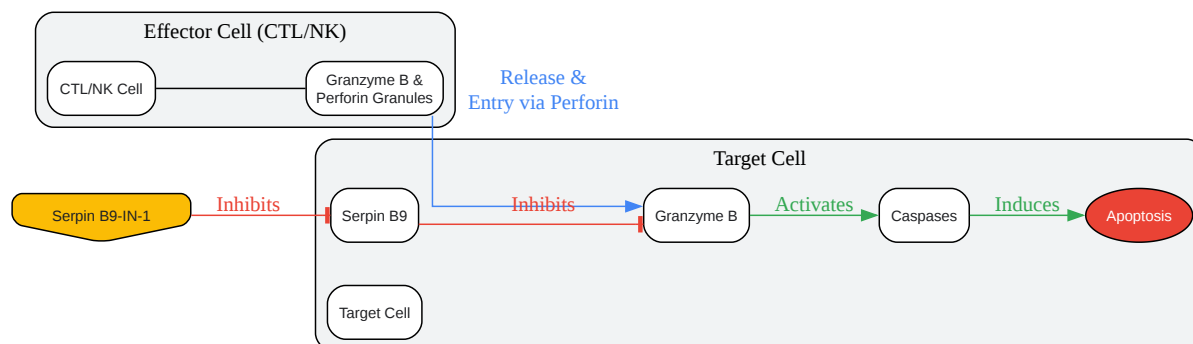 Effector Cell (CTL/NK)
CTL/NK Cell
Granzyme B &
Perforin Granules
Release &
Entry via Perforin
Target Cell
Serpin B9-IN-1
Inhibits
Serpin B9
Inhibits
Granzyme B
Activates
Caspases
Induces
Apoptosis
Target Cell